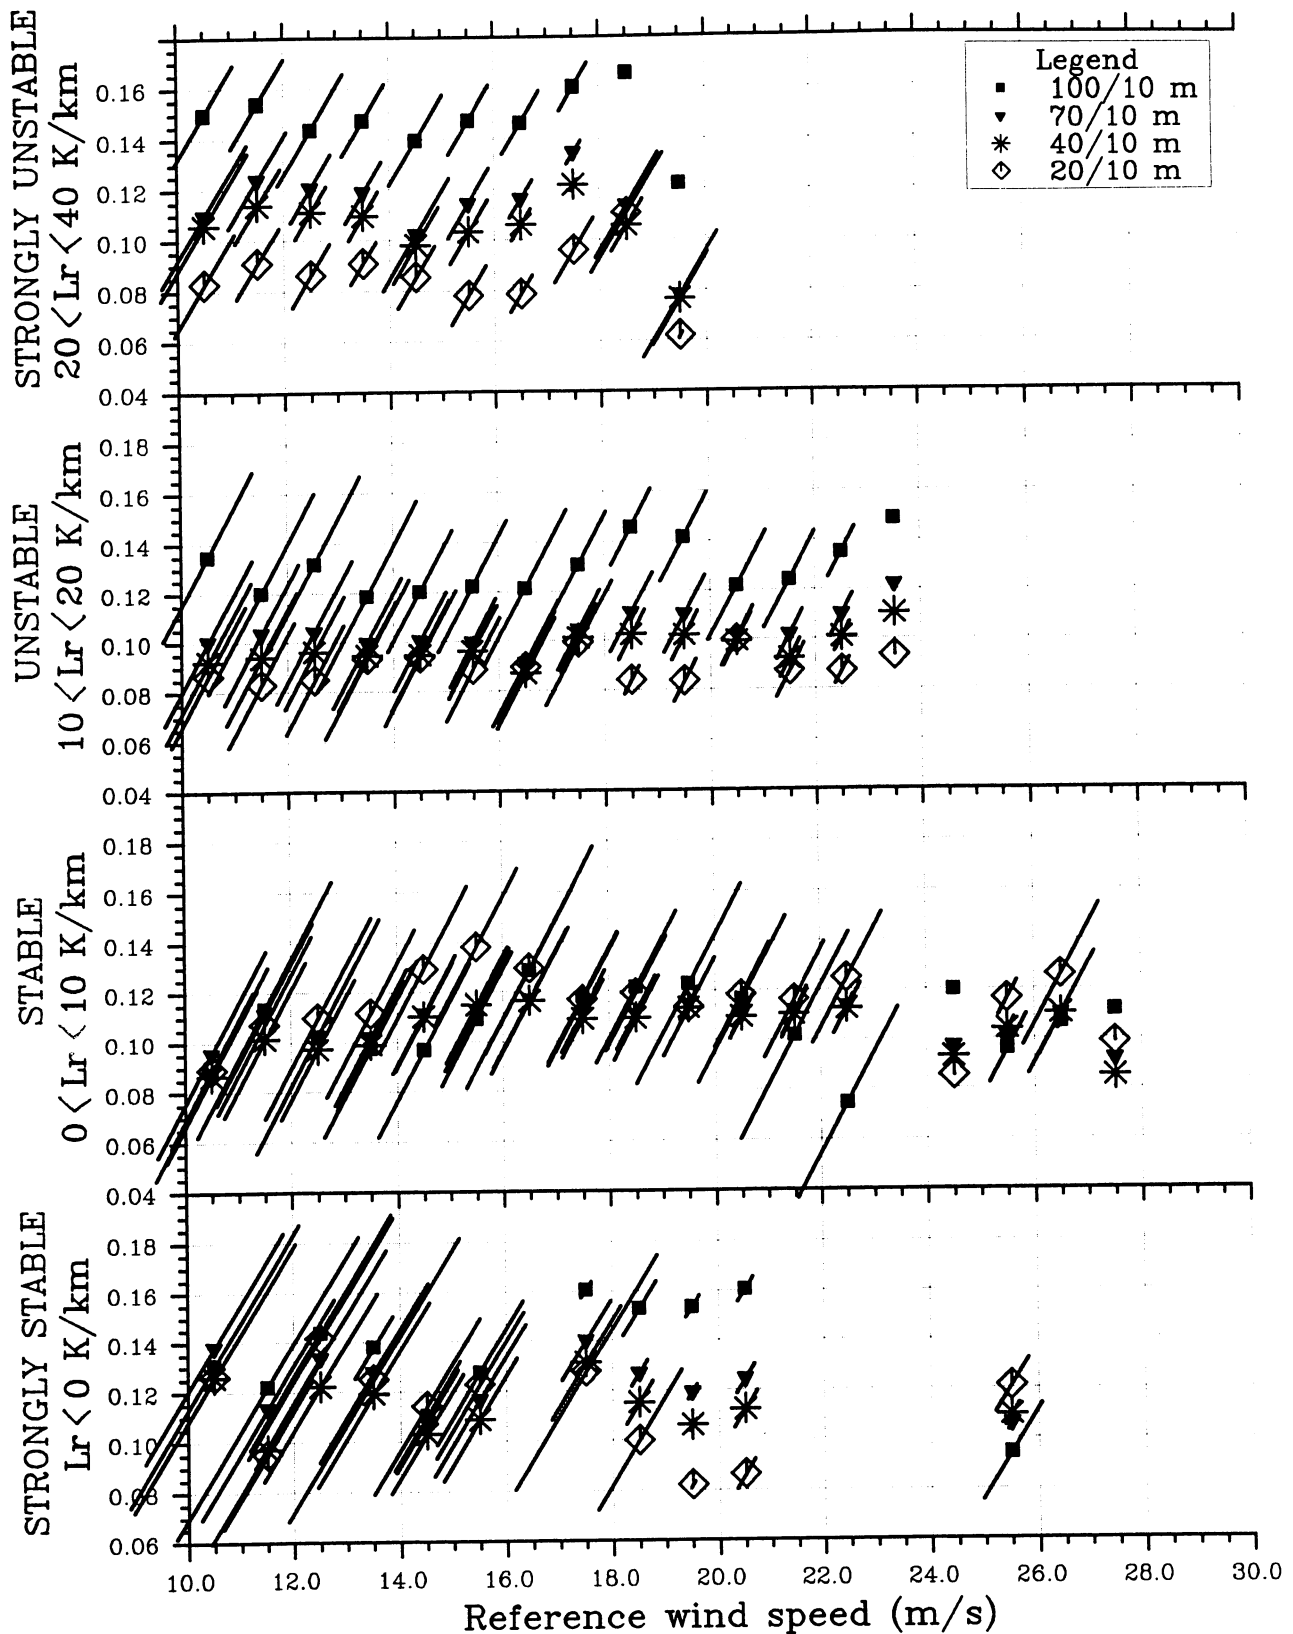 Legend
100/10 m
70/10 m
40/10 m
20/10 m
STRONGLY UNSTABLE
20<Lr<40 K/km
0.16
0.14
0.12
0.10
0.08
0.06
0.04
UNSTABLE
10<Lr<20 K/km
0.18
0.16
0.14
0.12
0.10
0.08
0.06
0.04
STABLE
0<Lr<10 K/km
0.18
0.16
0.14
0.12
0.10
0.08
0.06
0.04
STRONGLY STABLE
Lr<0 K/km
0.18
0.16
0.14
0.12
0.10
0.08
0.06
10.0 12.0 14.0 16.0 18.0 20.0 22.0 24.0 26.0 28.0 30.0
Reference wind speed (m/s)